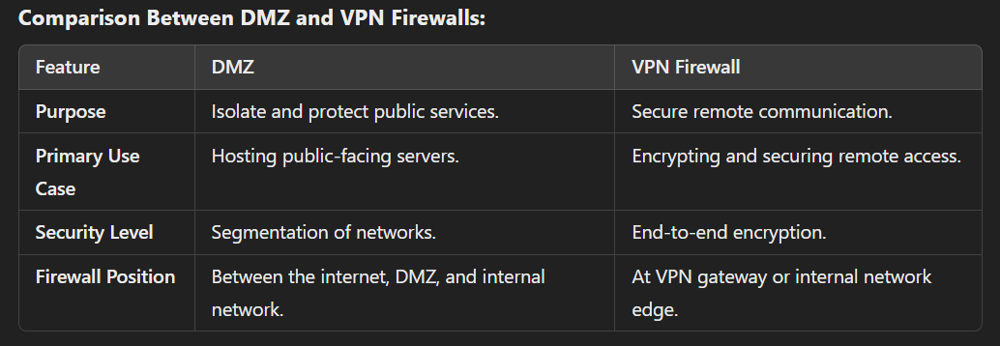 Comparison Between DMZ and VPN Firewalls:
Feature DMZ VPN Firewall
Purpose Isolate and protect public services. Secure remote communication.
Primary Use Case Hosting public-facing servers. Encrypting and securing remote access.
Security Level Segmentation of networks. End-to-end encryption.
Firewall Position Between the internet, DMZ, and internal network. At VPN gateway or internal network edge.